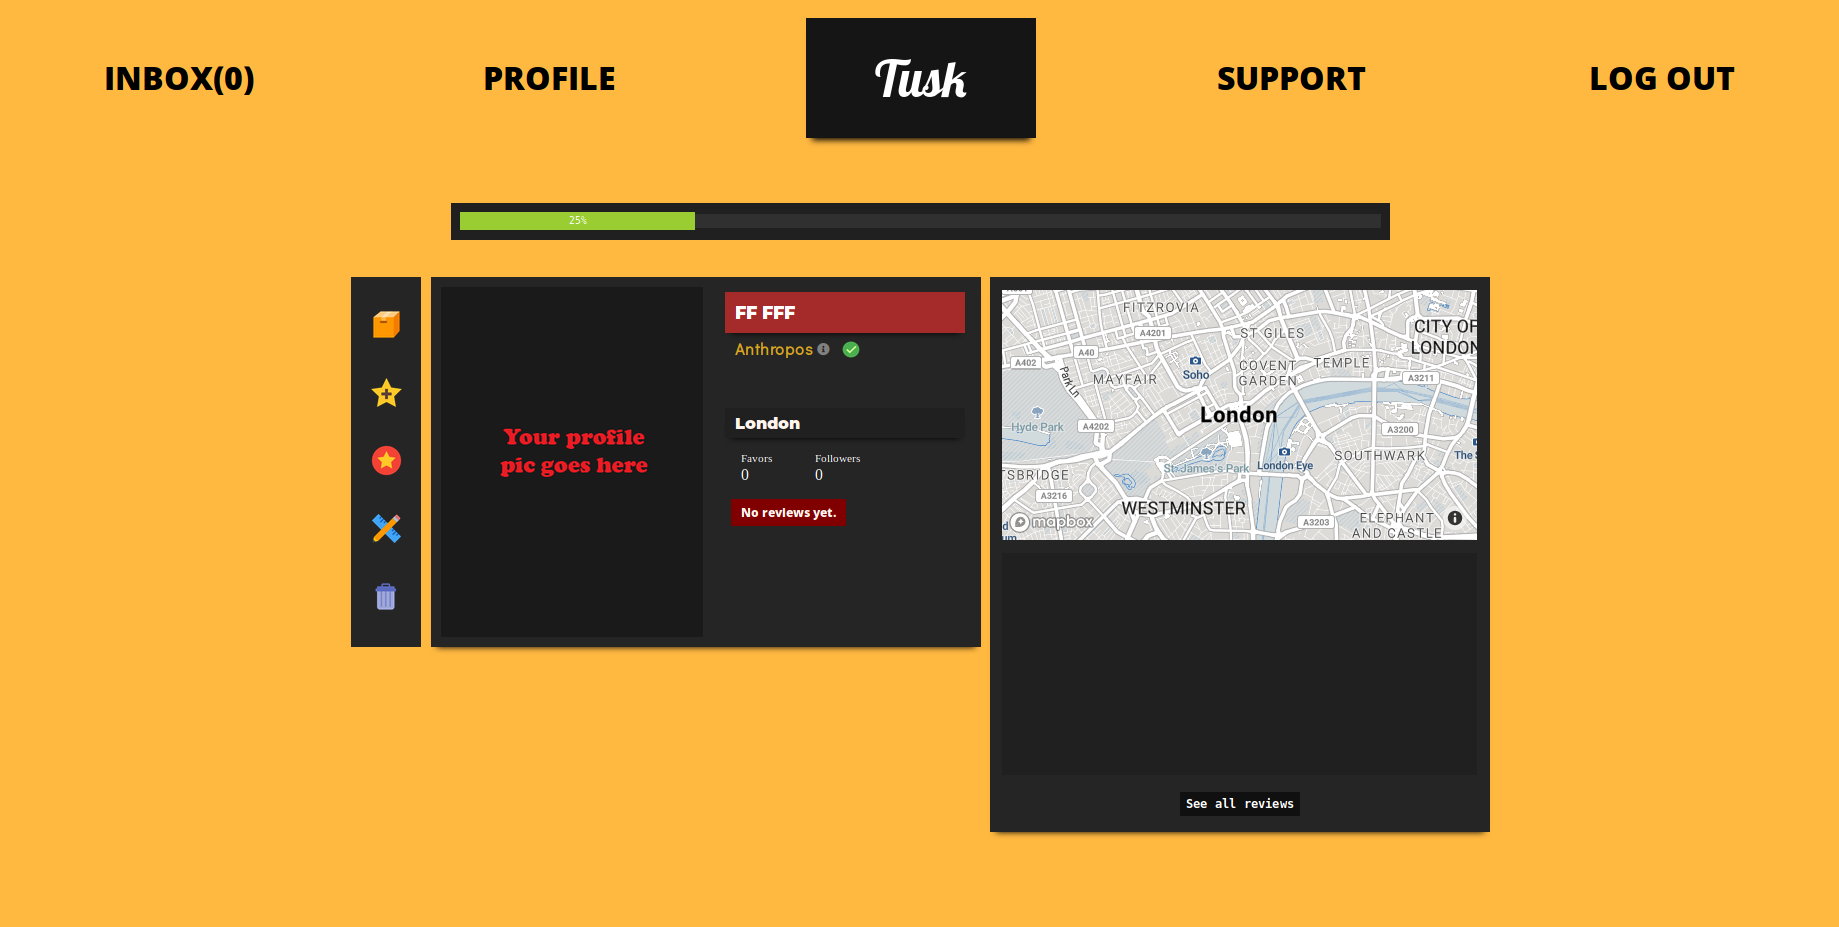 INBOX(0)
PROFILE
Tusk
SUPPORT
LOG OUT
25%
Your profile
pic goes here
FF FFF
Anthropos
London
Favors
Followers
0
0
No reviews yet.
FITZROVIA
A4201
ST GILES
CITY OF
LONDON
A402
A40
Park Ln
MAYFAIR
Soho
COVENT
GARDEN
TEMPLE
A3211
London
Hyde Park
A4202
A3200
TSBRIDGE
St James's Park
London Eye
SOUTHWARK
The S
A3216
WESTMINSTER
mapbox
A3203
ELEPHANT
AND CASTLE
See all reviews